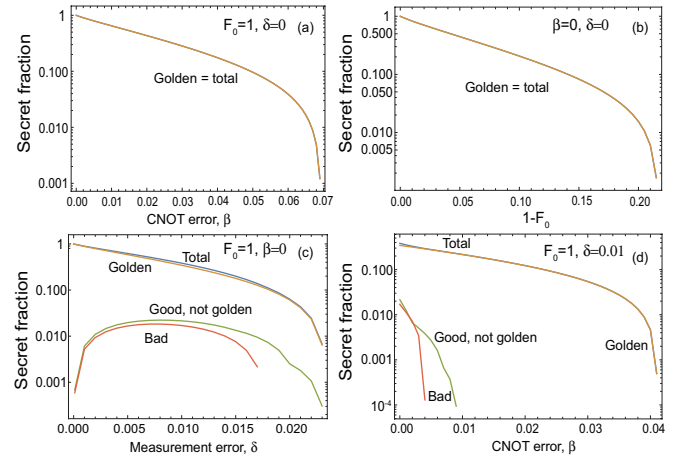 F₀=1, δ=0 (a)
Secret fraction
1
0.100
0.010
0.001
Golden = total
0.00 0.01 0.02 0.03 0.04 0.05 0.06 0.07
CNOT error, β
β=0, δ=0 (b)
Secret fraction
1
0.500
0.100
0.050
0.010
0.005
Golden = total
0.00 0.05 0.10 0.15 0.20
1-F₀
F₀=1, β=0 (c)
Secret fraction
1
0.100
0.010
0.001
Total
Golden
Good, not golden
Bad
0.000 0.005 0.010 0.015 0.020
Measurement error, δ
F₀=1, δ=0.01 (d)
Secret fraction
0.100
0.010
0.001
10⁻⁴
Total
Good, not golden
Golden
Bad
0.00 0.01 0.02 0.03 0.04
CNOT error, β